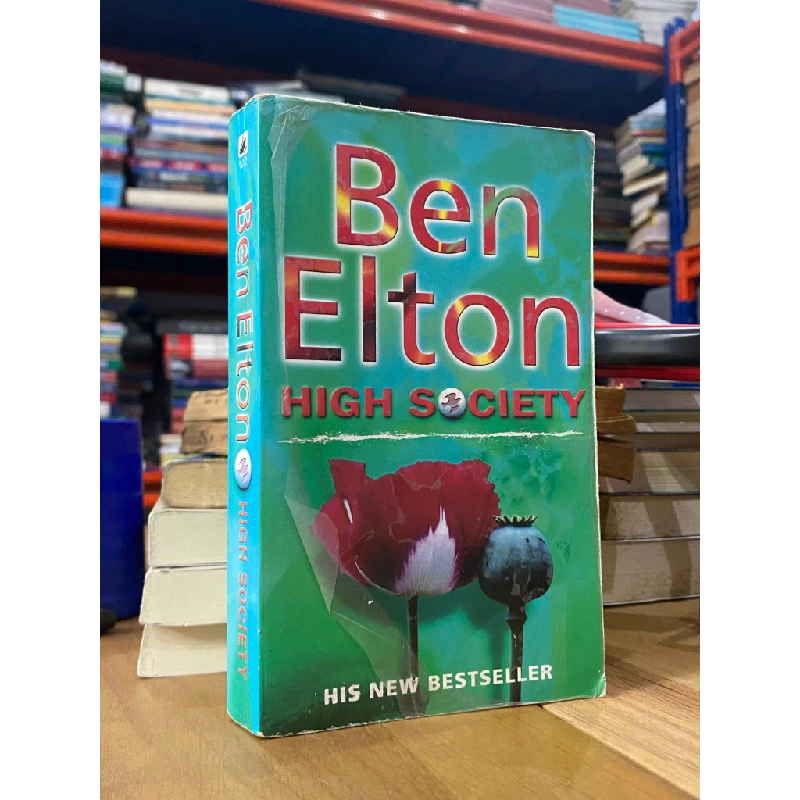 Ben
Elton
HIGH SOCIETY
HIS NEW BESTSELLER
Ben Elton HIGH SOCIETY